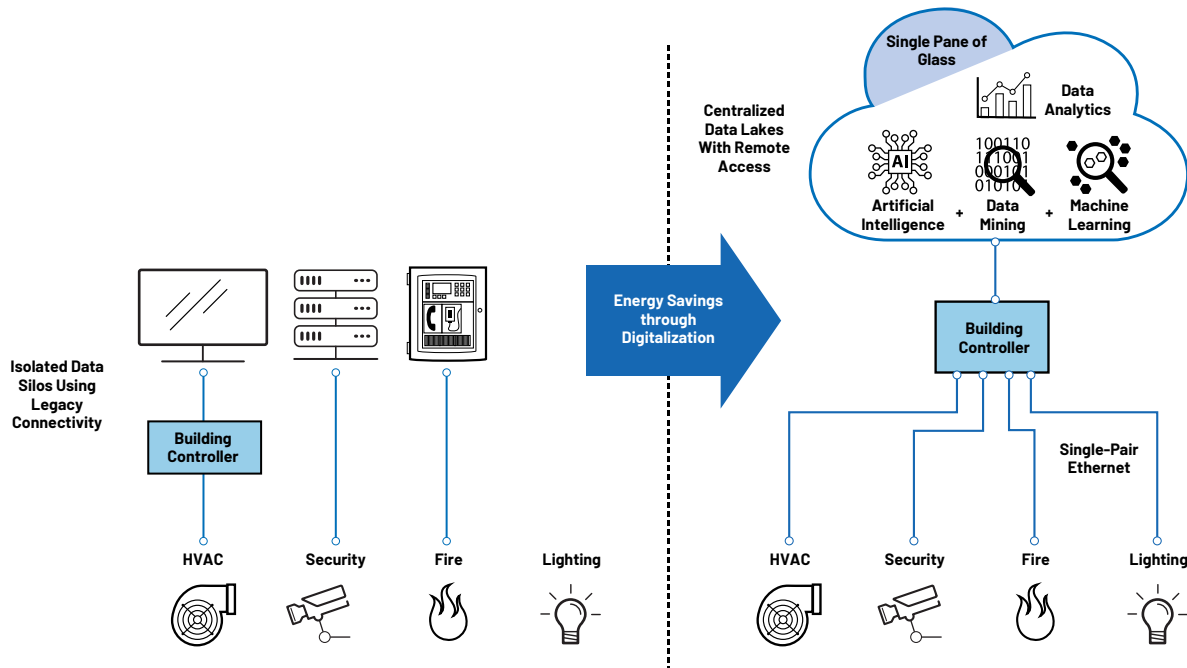 Isolated Data
Silos Using
Legacy
Connectivity
Building
Controller
HVAC
Security
Fire
Lighting
Energy Savings
through
Digitalization
Centralized
Data Lakes
With Remote
Access
Single Pane of
Glass
Data
Analytics
AI
100110
111001
000101
010101
Artificial
Intelligence
+
Data
Mining
+
Machine
Learning
Building
Controller
Single-Pair
Ethernet
HVAC
Security
Fire
Lighting